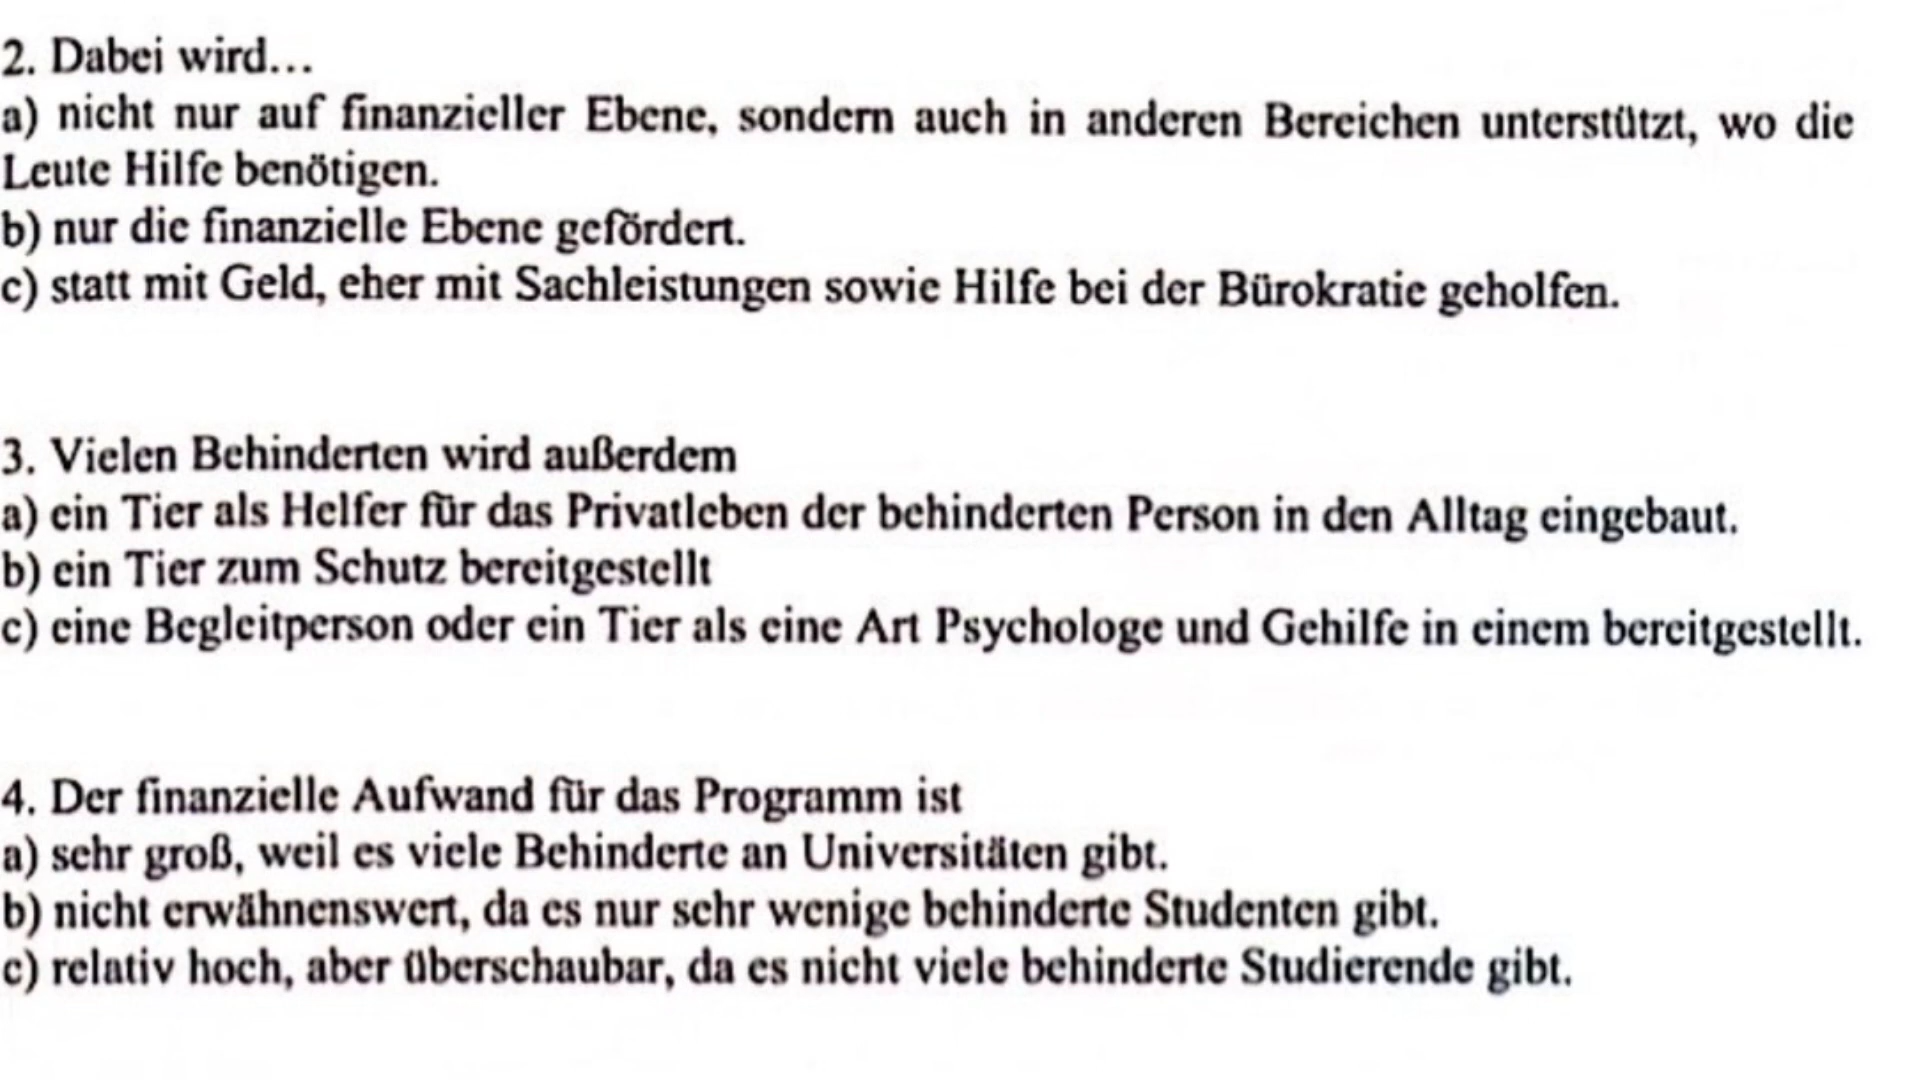 2. Dabei wird...
a) nicht nur auf finanzieller Ebene, sondern auch in anderen Bereichen unterstützt, wo die
Leute Hilfe benötigen.
b) nur die finanzielle Ebene gefördert.
c) statt mit Geld, eher mit Sachleistungen sowie Hilfe bei der Bürokratie geholfen.
3. Vielen Behinderten wird außerdem
a) ein Tier als Helfer für das Privatleben der behinderten Person in den Alltag eingebaut.
b) ein Tier zum Schutz bereitgestellt
c) eine Begleitperson oder ein Tier als eine Art Psychologe und Gehilfe in einem bereitgestellt.
4. Der finanzielle Aufwand für das Programm ist
a) sehr groß, weil es viele Behinderte an Universitäten gibt.
b) nicht erwähnenswert, da es nur sehr wenige behinderte Studenten gibt.
c) relativ hoch, aber überschaubar, da es nicht viele behinderte Studierende gibt.